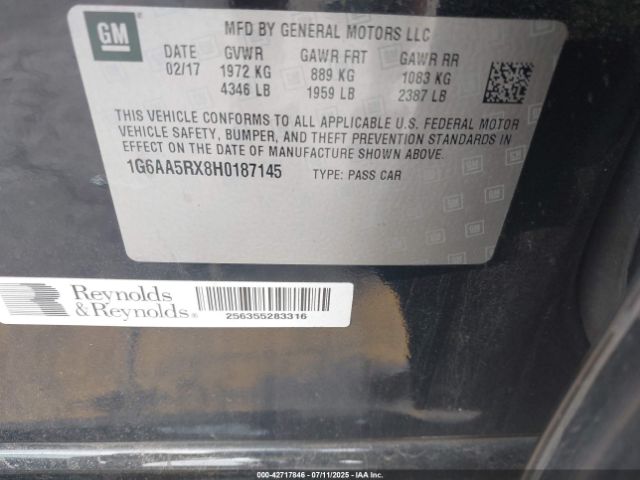 GM
MFD BY GENERAL MOTORS LLC
DATE GVWR GAWR FRT GAWR RR
02/17 1972 KG 889 KG 1083 KG
4346 LB 1959 LB 2387 LB
THIS VEHICLE CONFORMS TO ALL APPLICABLE U.S. FEDERAL MOTOR
VEHICLE SAFETY, BUMPER, AND THEFT PREVENTION STANDARDS IN
EFFECT ON THE DATE OF MANUFACTURE SHOWN ABOVE.
1G6AA5RX8H0187145 TYPE: PASS CAR
Reynolds
& Reynolds®
256355283316
000-42717846 - 07/11/2025 - IAAI.COM